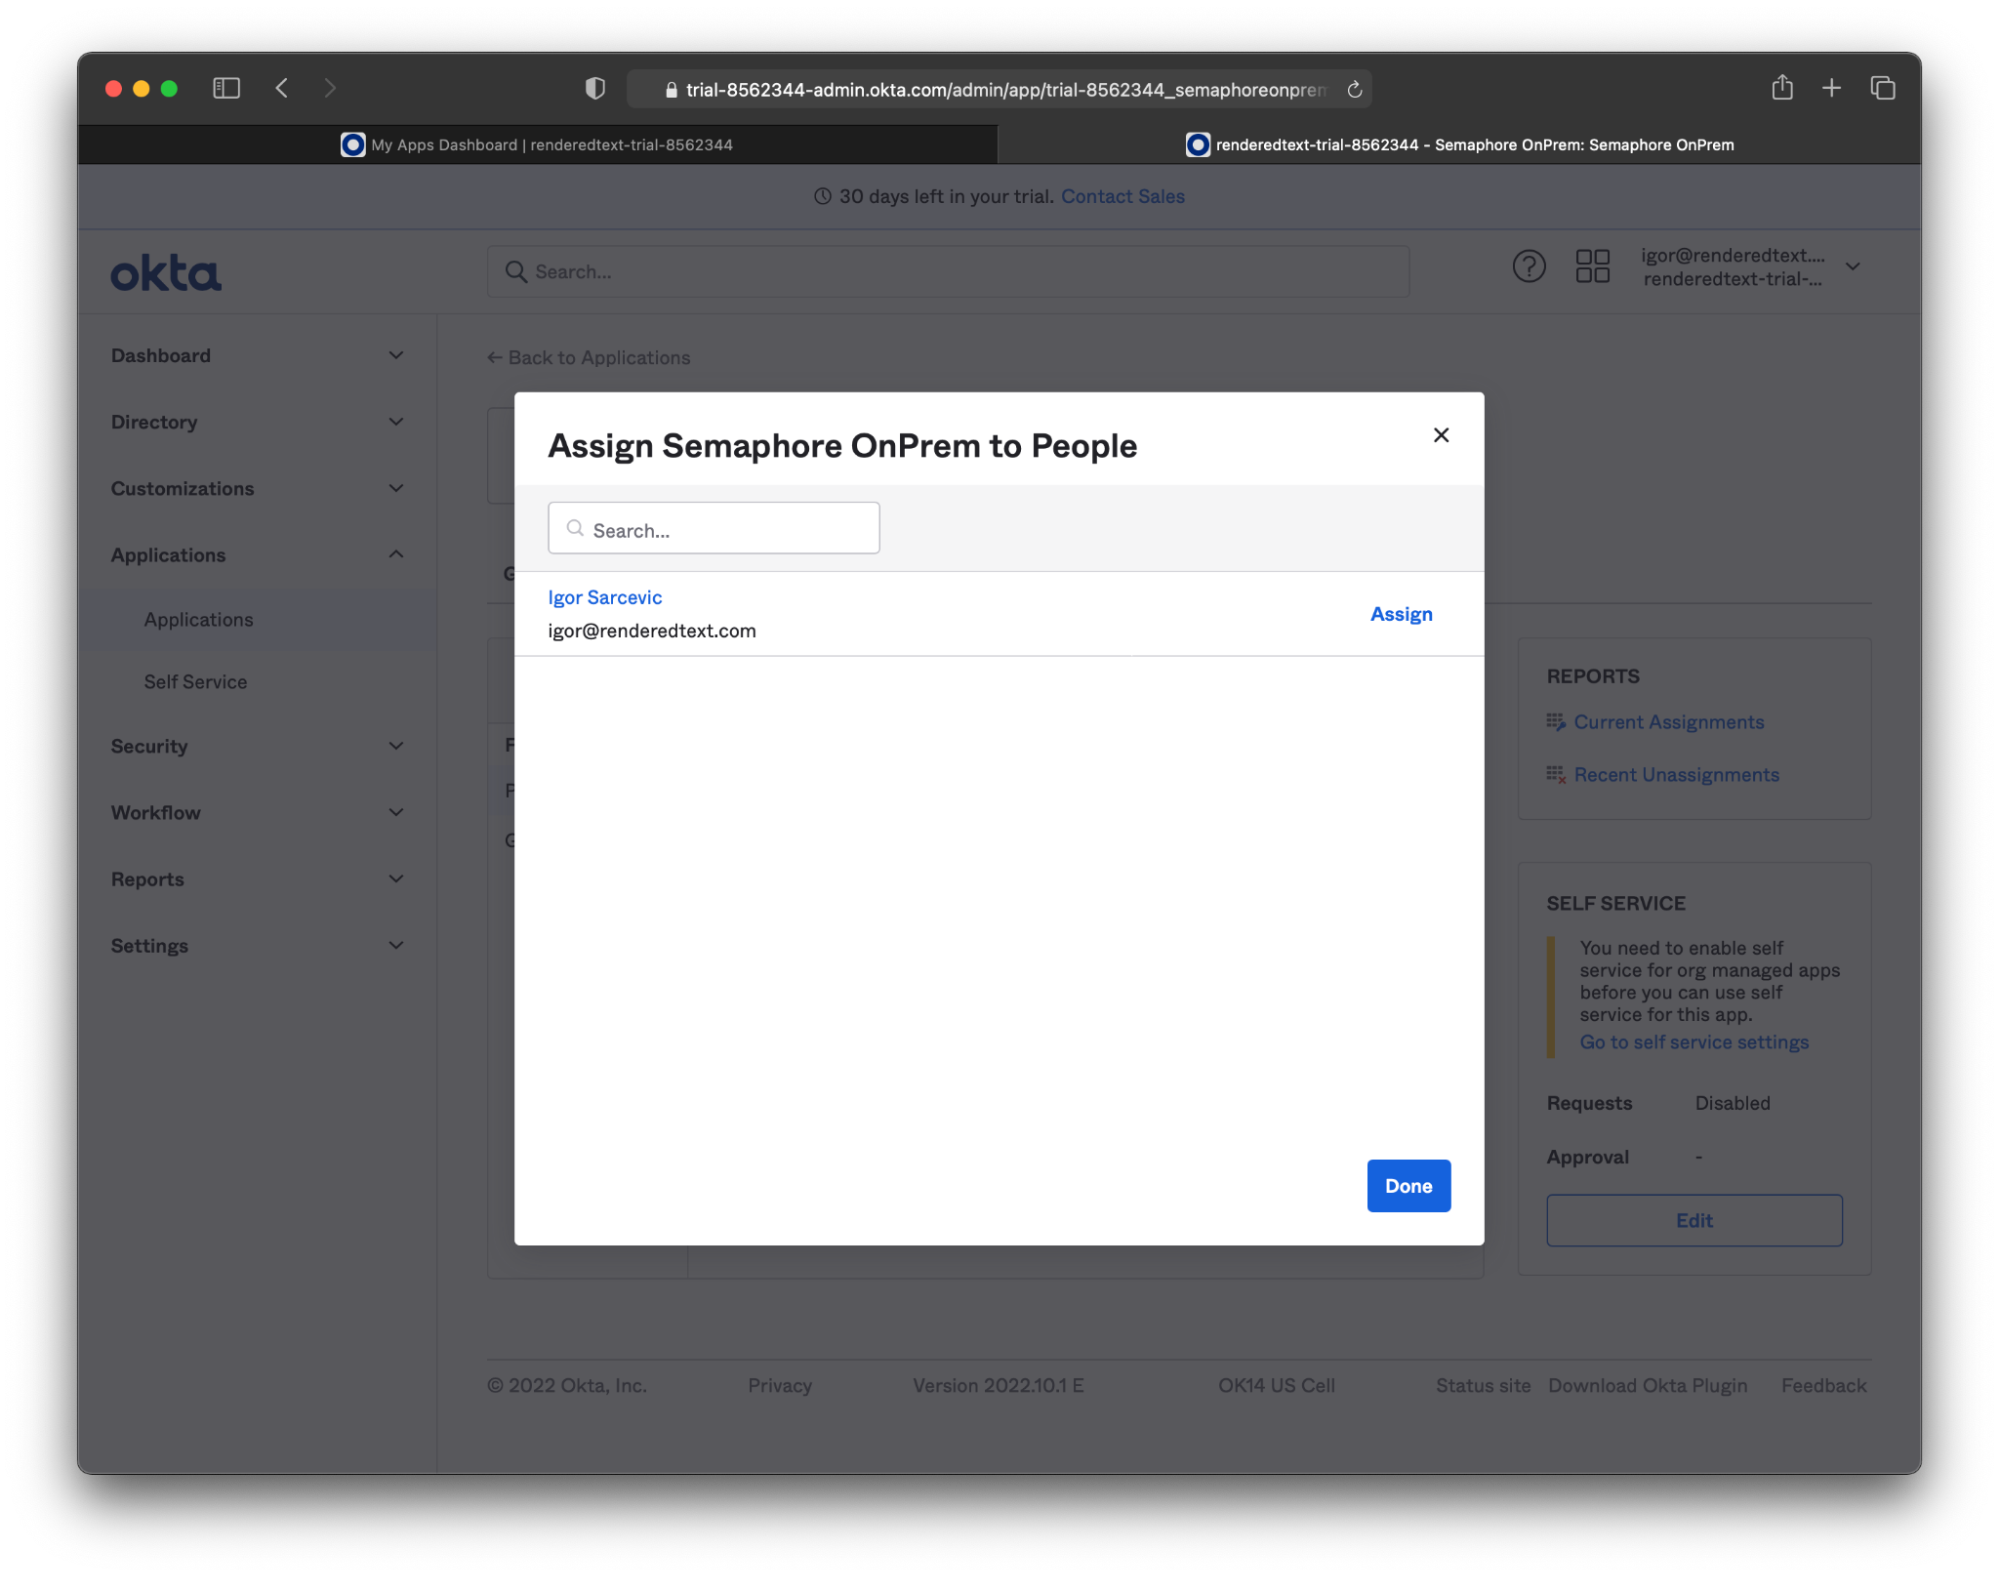 trial-8562344-admin.okta.com/admin/app/trial-8562344_semaphoreonprem
My Apps Dashboard | renderedtext-trial-8562344
renderedtext-trial-8562344 - Semaphore OnPrem: Semaphore OnPrem
30 days left in your trial. Contact Sales
okta
Search...
igor@renderedtext....
renderedtext-trial-...
Dashboard
Directory
Customizations
Applications
Applications
Self Service
Security
Workflow
Reports
Settings
← Back to Applications
Assign Semaphore OnPrem to People
Search...
Igor Sarcevic
igor@renderedtext.com
Assign
Done
REPORTS
Current Assignments
Recent Unassignments
SELF SERVICE
You need to enable self
service for org managed apps
before you can use self
service for this app.
Go to self service settings
Requests Disabled
Approval -
Edit
© 2022 Okta, Inc. Privacy Version 2022.10.1 E OK14 US Cell Status site Download Okta Plugin Feedback